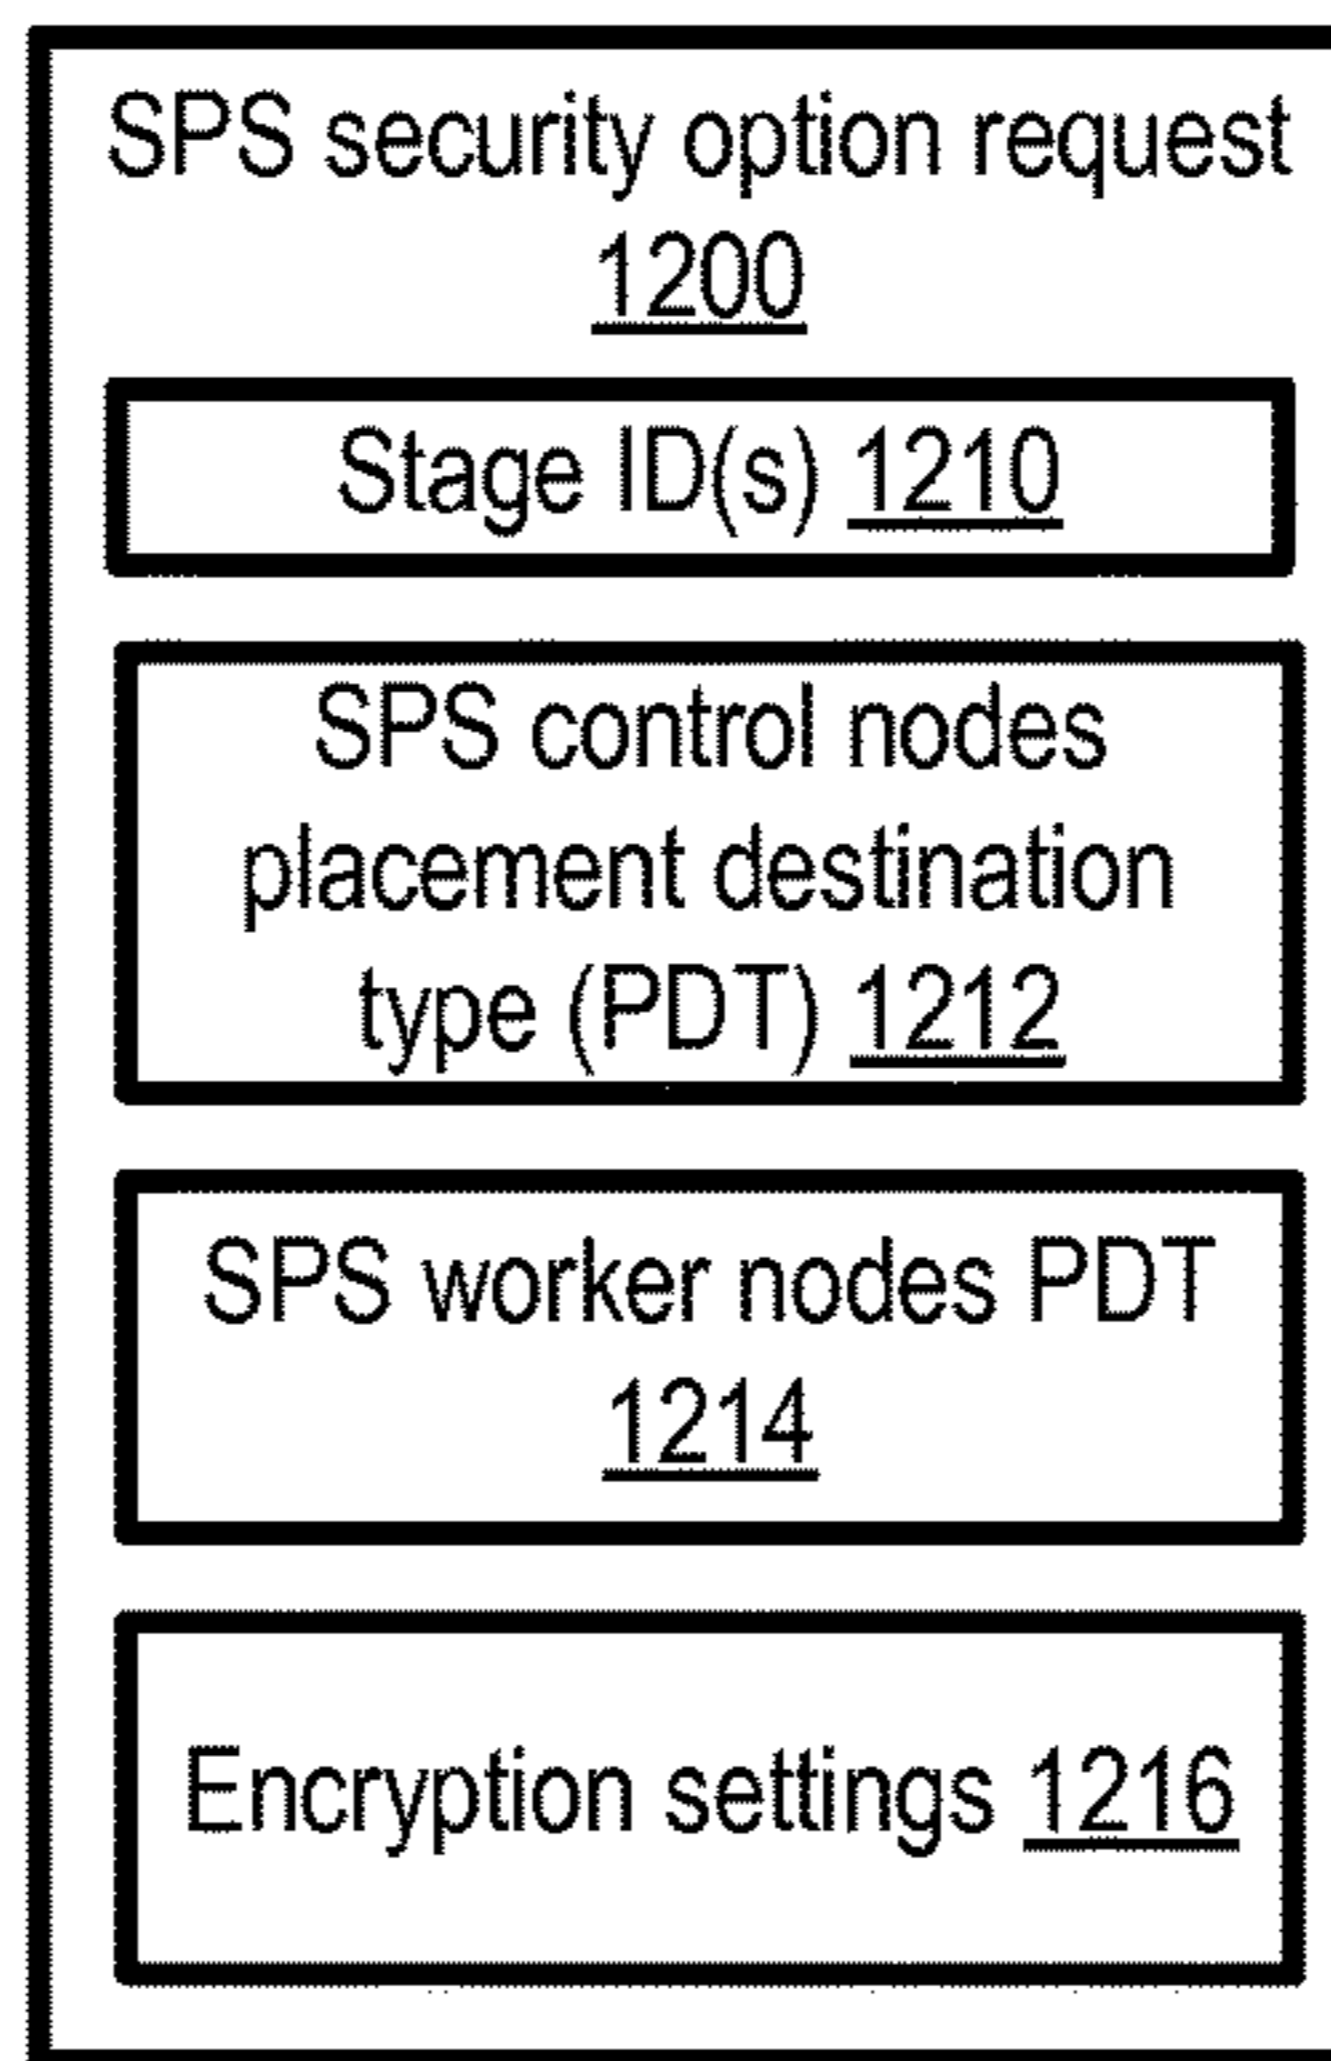 SPS security option request
1200
Stage ID(s) 1210
SPS control nodes
placement destination
type (PDT) 1212
SPS worker nodes PDT
1214
Encryption settings 1216